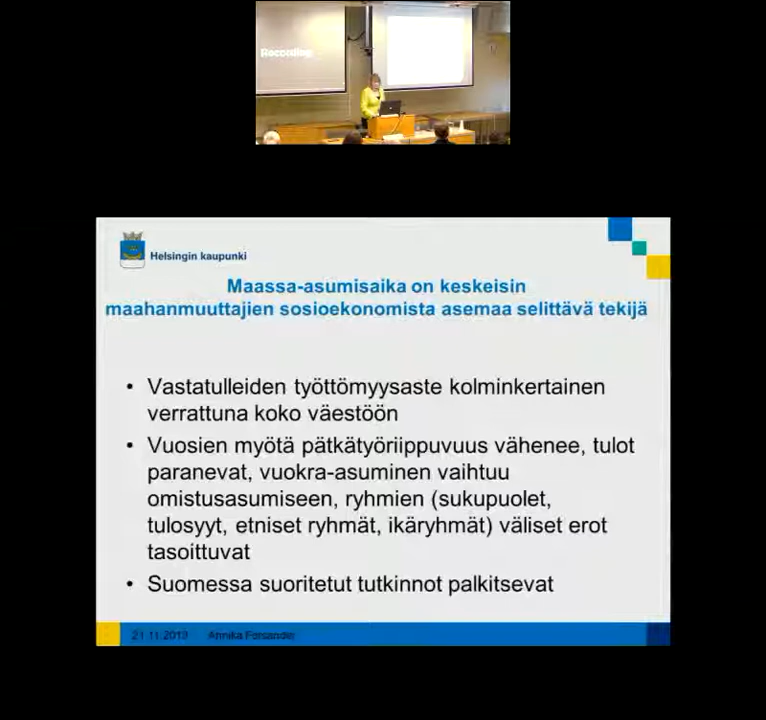 Recording
Helsingin kaupunki
Maassa-asumisaika on keskeisin
maahanmuuttajien sosioekonomista asemaa selittävä tekijä
• Vastatulleiden työttömyysaste kolminkertainen
verrattuna koko väestöön
• Vuosien myötä pätkätyöriippuvuus vähenee, tulot
paranevat, vuokra-asuminen vaihtuu
omistusasumiseen, ryhmien (sukupuolet,
tulosyyt, etniset ryhmät, ikäryhmät) väliset erot
tasoittuvat
• Suomessa suoritetut tutkinnot palkitsevat
21.11.2013 Annika Forsander